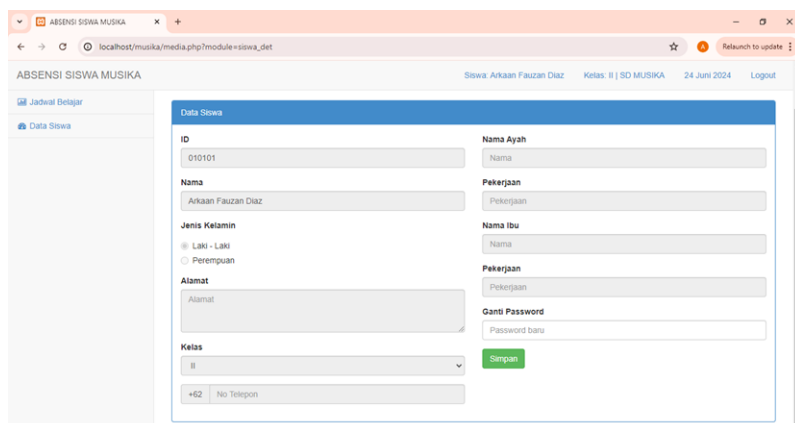 ABSENSI SISWA MUSIKA
localhost/musika/media.php?module=siswa_det
A
Relaunch to update
ABSENSI SISWA MUSIKA
Siswa: Arkaan Fauzan Diaz
Kelas: II | SD MUSIKA
24 Juni 2024
Logout
Jadwal Belajar
Data Siswa
Data Siswa
ID
010101
Nama
Arkaan Fauzan Diaz
Jenis Kelamin
Laki - Laki
Perempuan
Alamat
Alamat
Kelas
II
+62 No Telepon
Nama Ayah
Nama
Pekerjaan
Pekerjaan
Nama Ibu
Nama
Pekerjaan
Pekerjaan
Ganti Password
Password baru
Simpan